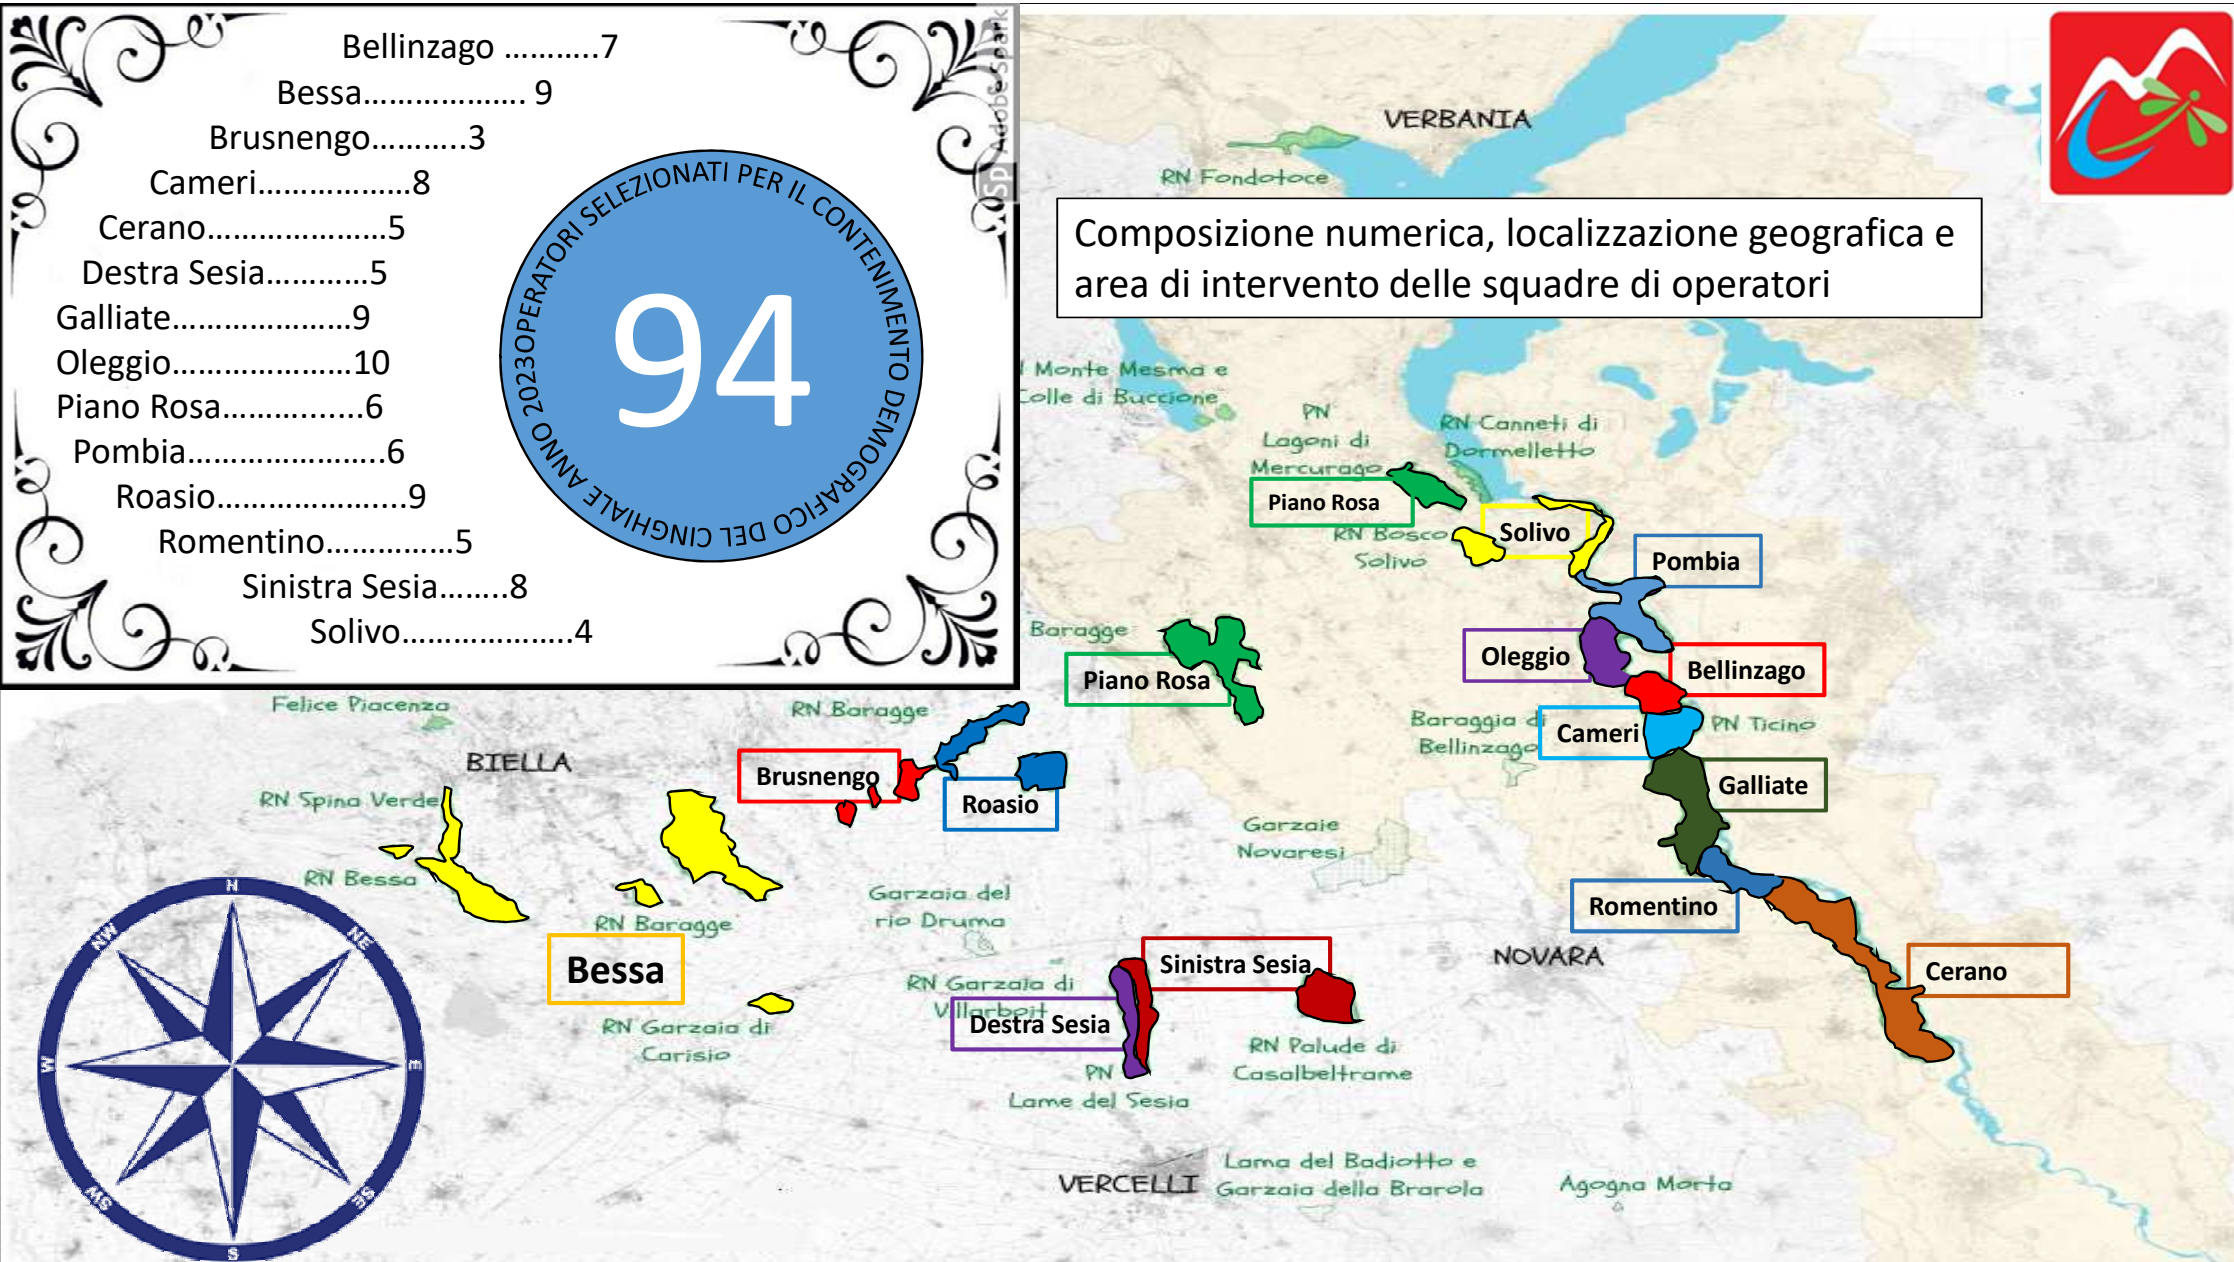 Bellinzago ...........7
Bessa................... 9
Brusnengo...........3
Cameri..................8
Cerano.....................5
Destra Sesia............5
Galliate.....................9
Oleggio.....................10
Piano Rosa.................6
Pombia.......................6
Roasio......................9
Romentino...............5
Sinistra Sesia........8
Solivo....................4
OPERATORI SELEZIONATI PER IL CONTENIMENTO DEMOGRAFICO DEL CINGHIALE ANNO 2023
94
Sp Adobe Spark
VERBANIA
RN Fondotoce
Composizione numerica, localizzazione geografica e
area di intervento delle squadre di operatori
Monte Mesma e
Colle di Buccione
PN
Lagoni di
Mercurago
RN Canneti di
Dormelletto
Piano Rosa
RN Bosco
Solivo
Solivo
Pombia
Baragge
Piano Rosa
Oleggio
Bellinzago
Baraggia di
Bellinzago
Cameri
PN Ticino
Galliate
Felice Piacenza
BIELLA
RN Baragge
Brusnengo
Roasio
RN Spina Verde
RN Bessa
RN Baragge
Bessa
RN Garzaia di
Carisio
Garzaie
Novaresi
Garzaia del
rio Druma
RN Garzaia di
Villarboit
Destra Sesia
Sinistra Sesia
PN
Lame del Sesia
RN Palude di
Casalbeltrame
Romentino
NOVARA
Cerano
VERCELLI
Lama del Badiotto e
Garzaia della Brarola
Agogna Morta
N
NE
E
SE
S
SW
W
NW